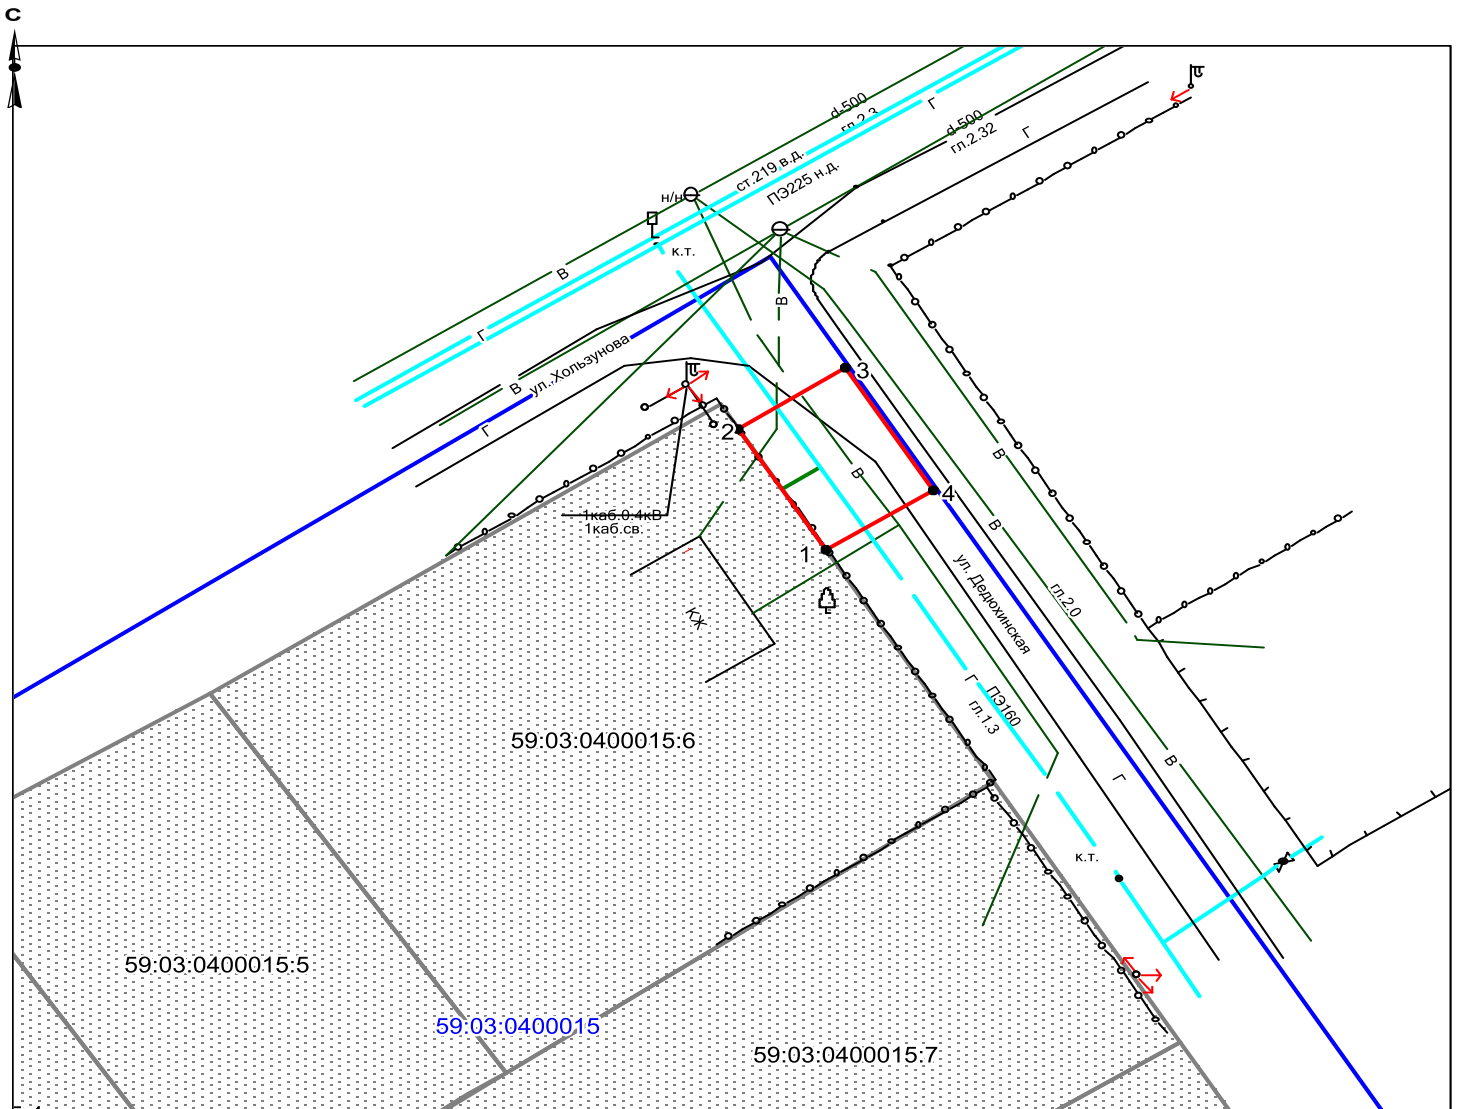 С
d-500
гл.2.3
d-500
гл.2.32
Г
Г
ст.219 в.д.
ПЭ225 н.д.
н/н
к.т.
В
В
Г
ул. Хользунова
В
Г
3
2
4
1
В
В
В
1каб.0.4кВ
1каб.св.
КЖ
ул. Дедюхинская
гл.2.0
Г
ПЭ160
гл.1.3
59:03:0400015:6
В
Г
к.т.
59:03:0400015:5
59:03:0400015
59:03:0400015:7